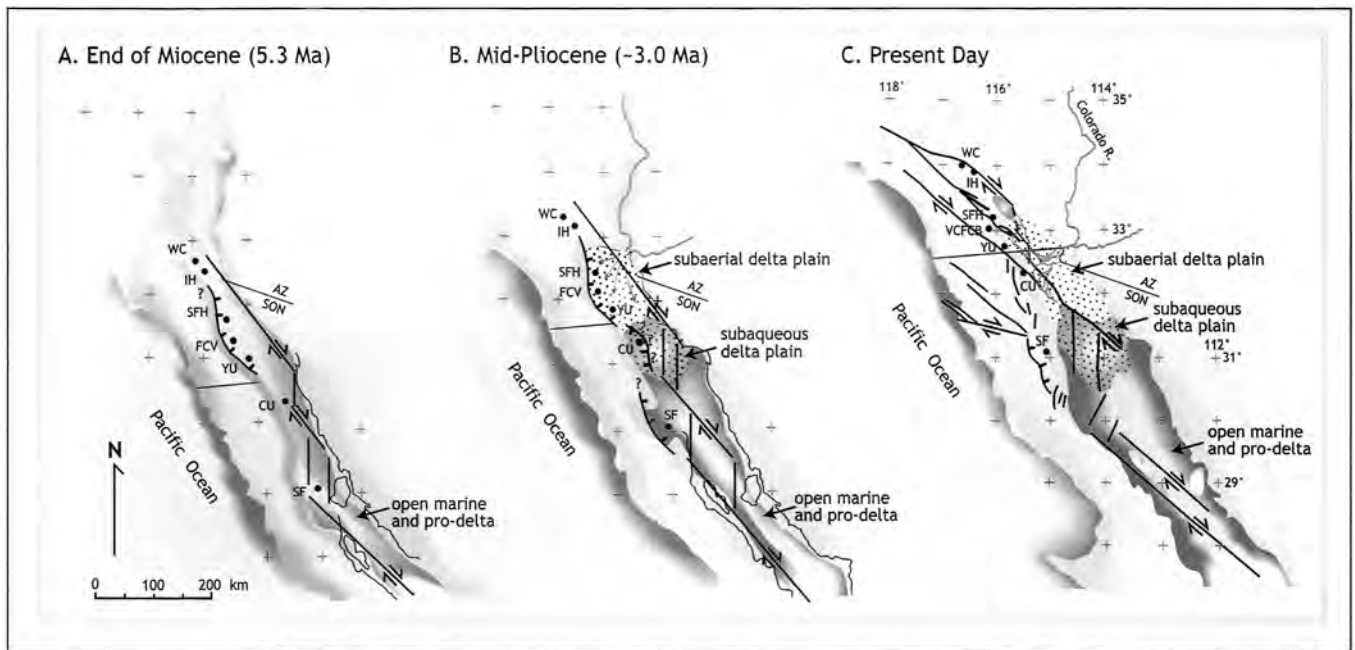 A. End of Miocene (5.3 Ma)
WC
IH
?
SFH
FCV
YU
AZ
SON
CU
SF
Pacific Ocean
N
open marine
and pro-delta
0 100 200 km
B. Mid-Pliocene (~3.0 Ma)
WC
IH
SFH
FCV
YU
subaerial delta plain
AZ
SON
CU
?
?
?
subaqueous
delta plain
SF
Pacific Ocean
open marine
and pro-delta
C. Present Day
118°
116°
114°
35°
Colorado R.
WC
IH
SFH
VCFCB
YU
33°
subaerial delta plain
AZ
SON
CU
subaqueous
delta plain
112°
31°
SF
Pacific Ocean
open marine
and pro-delta
29°